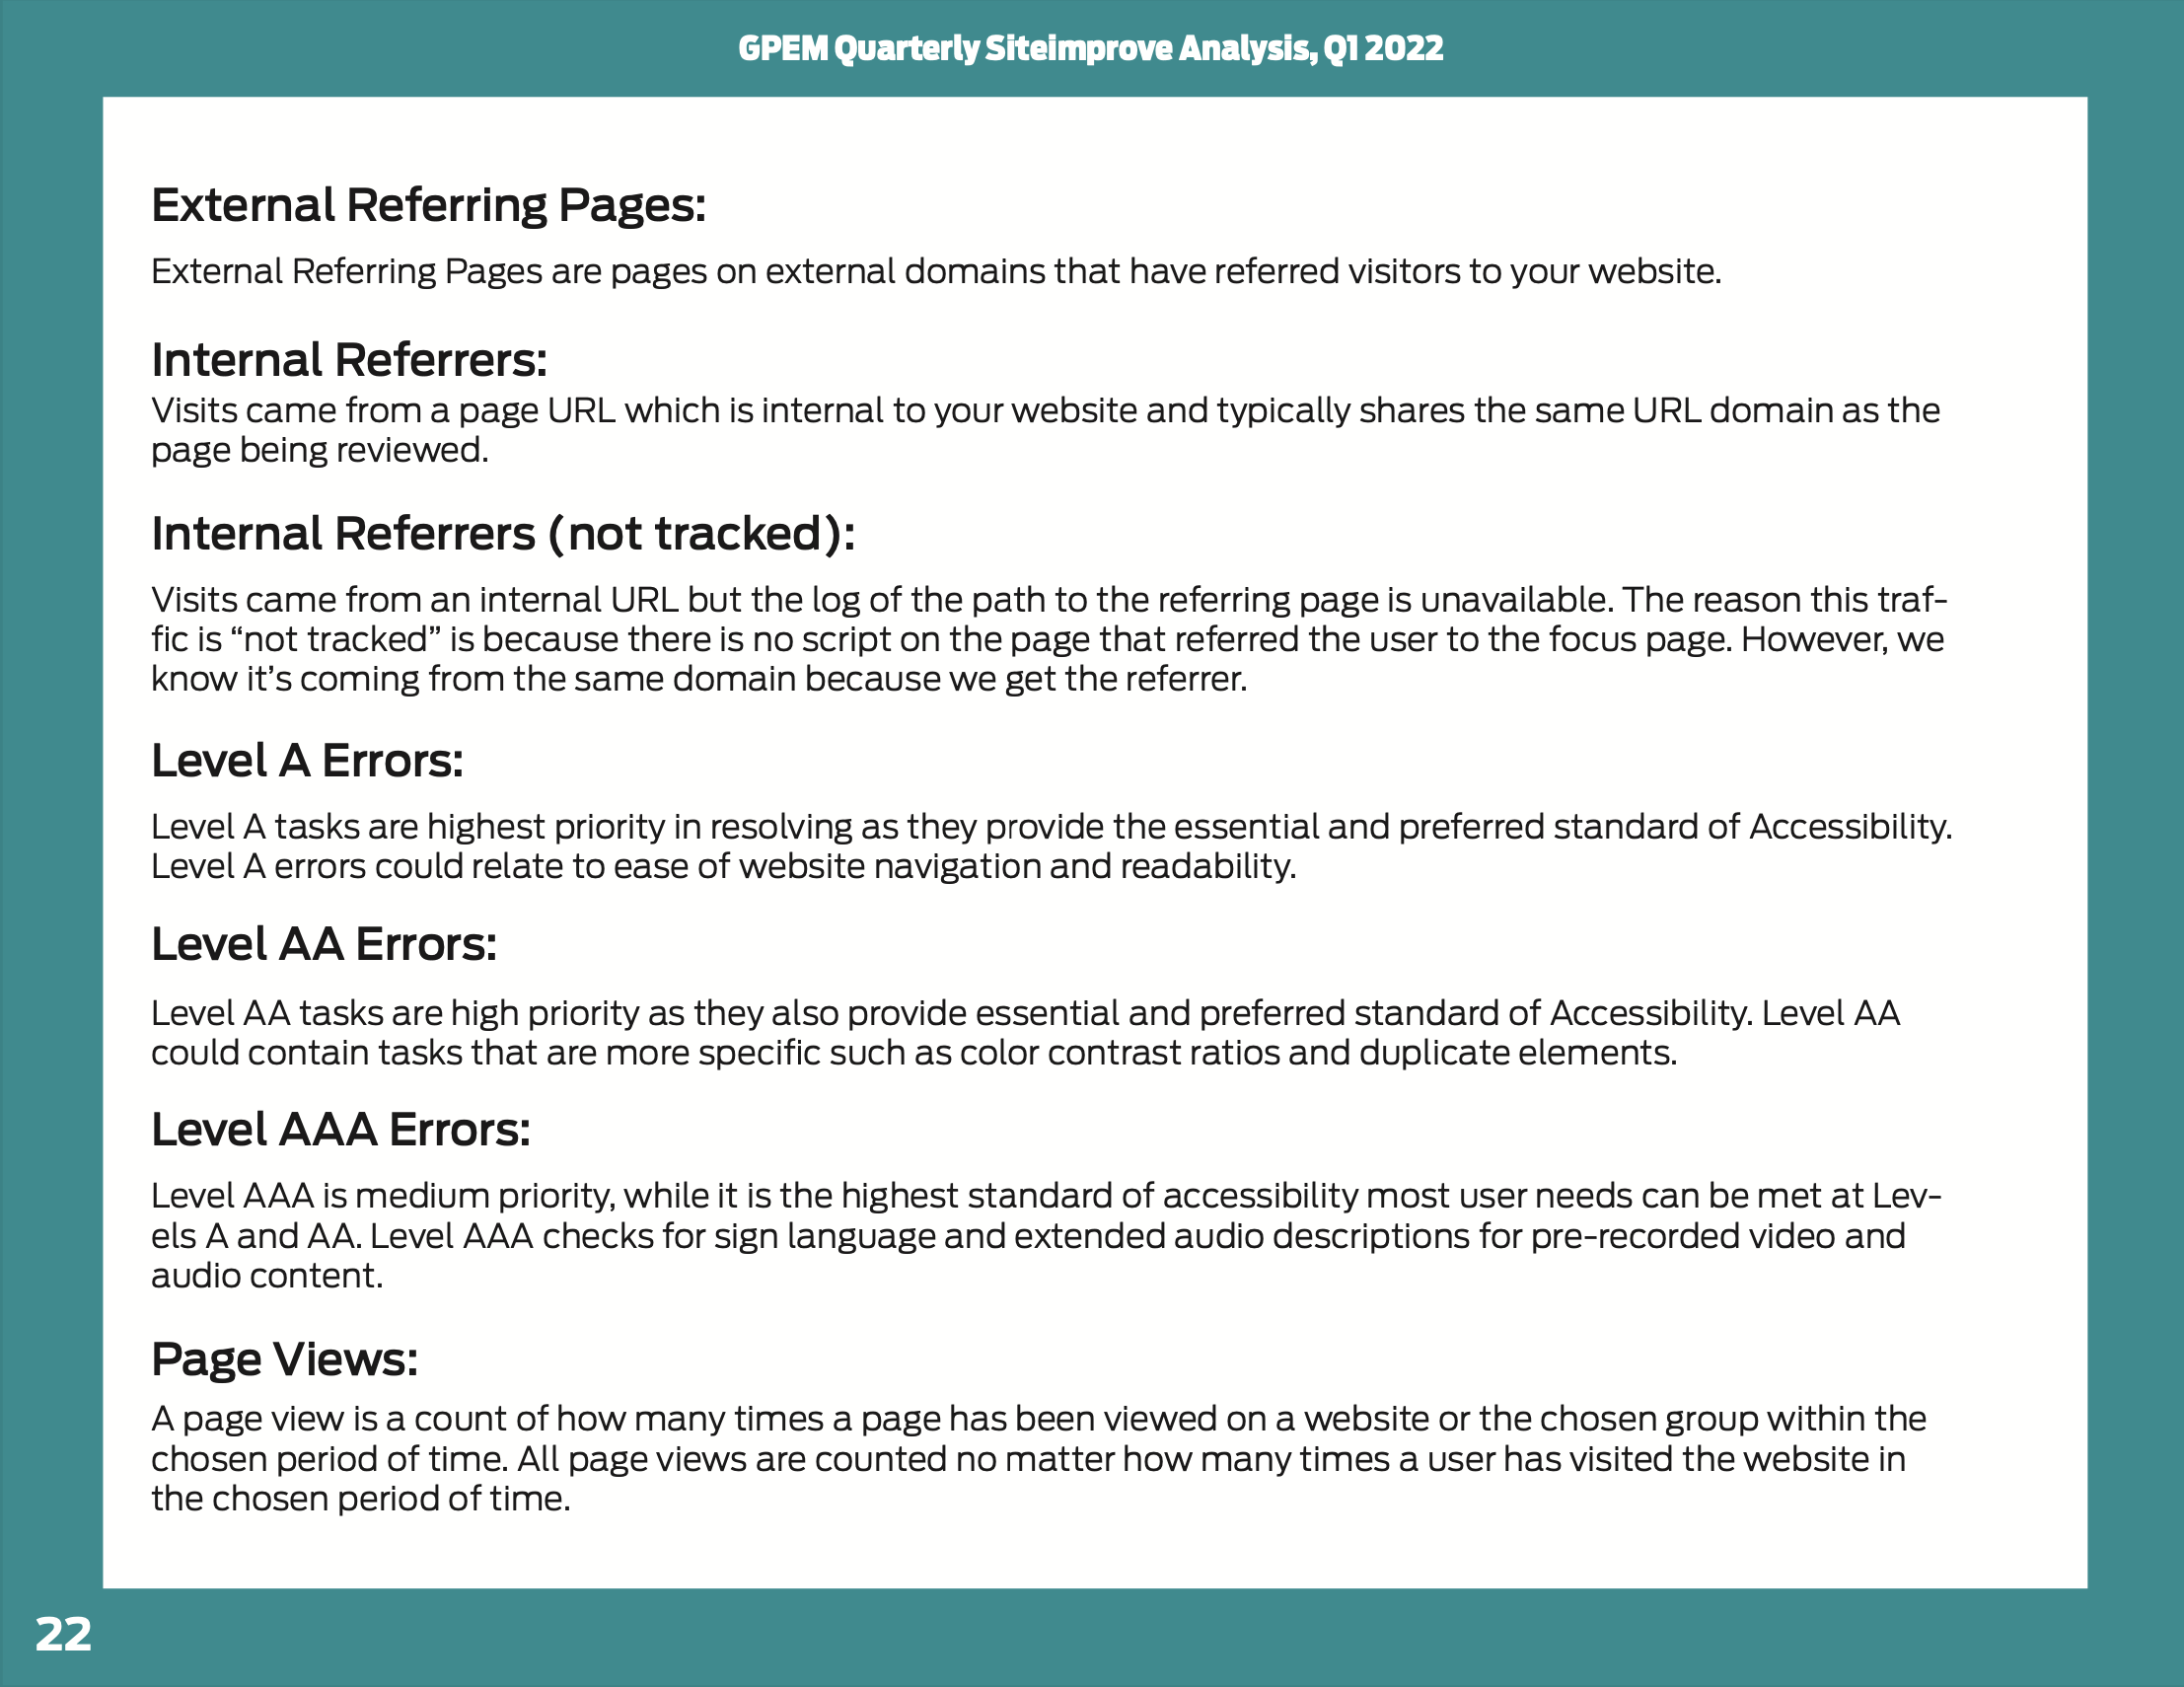 GPEM Quarterly Siteimprove Analysis, Q1 2022
External Referring Pages:
External Referring Pages are pages on external domains that have referred visitors to your website.
Internal Referrers:
Visits came from a page URL which is internal to your website and typically shares the same URL domain as the
page being reviewed.
Internal Referrers (not tracked):
Visits came from an internal URL but the log of the path to the referring page is unavailable. The reason this traf-
fic is “not tracked” is because there is no script on the page that referred the user to the focus page. However, we
know it’s coming from the same domain because we get the referrer.
Level A Errors:
Level A tasks are highest priority in resolving as they provide the essential and preferred standard of Accessibility.
Level A errors could relate to ease of website navigation and readability.
Level AA Errors:
Level AA tasks are high priority as they also provide essential and preferred standard of Accessibility. Level AA
could contain tasks that are more specific such as color contrast ratios and duplicate elements.
Level AAA Errors:
Level AAA is medium priority, while it is the highest standard of accessibility most user needs can be met at Lev-
els A and AA. Level AAA checks for sign language and extended audio descriptions for pre-recorded video and
audio content.
Page Views:
A page view is a count of how many times a page has been viewed on a website or the chosen group within the
chosen period of time. All page views are counted no matter how many times a user has visited the website in
the chosen period of time.
22